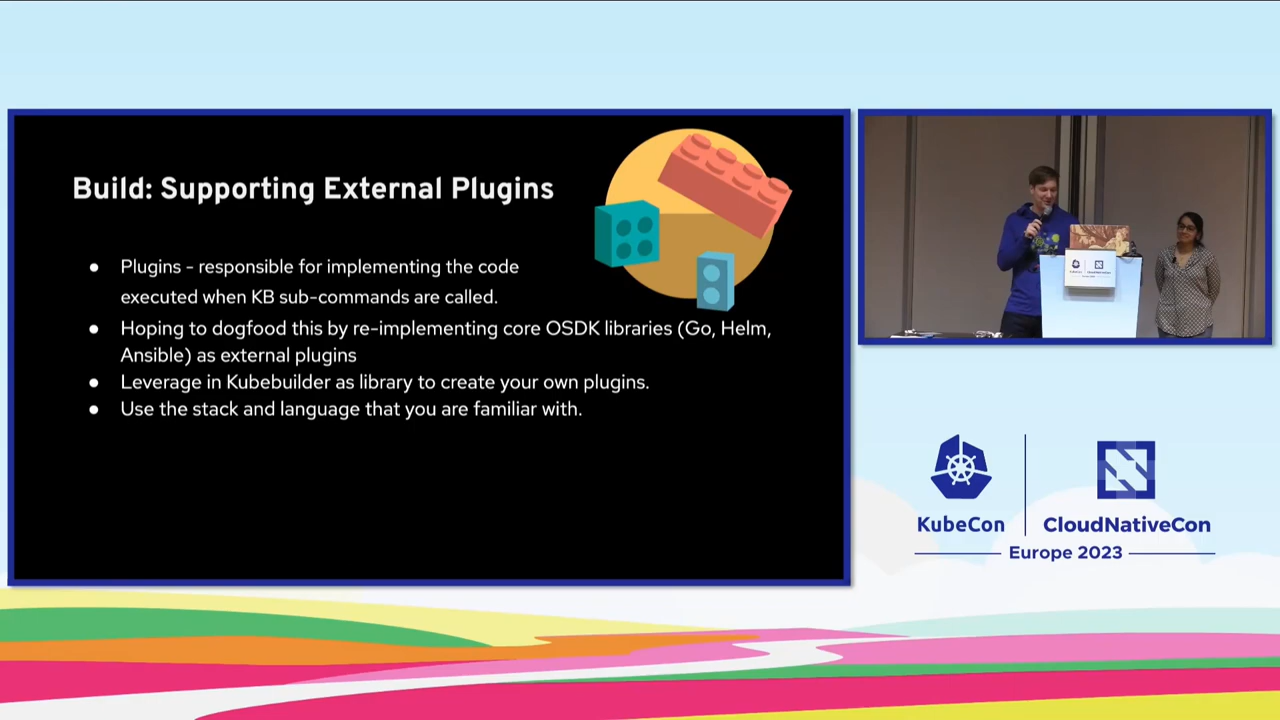 Build: Supporting External Plugins
● Plugins - responsible for implementing the code
executed when KB sub-commands are called.
● Hoping to dogfood this by re-implementing core OSDK libraries (Go, Helm,
Ansible) as external plugins
● Leverage in Kubebuilder as library to create your own plugins.
● Use the stack and language that you are familiar with.
KubeCon
CloudNativeCon
Europe 2023